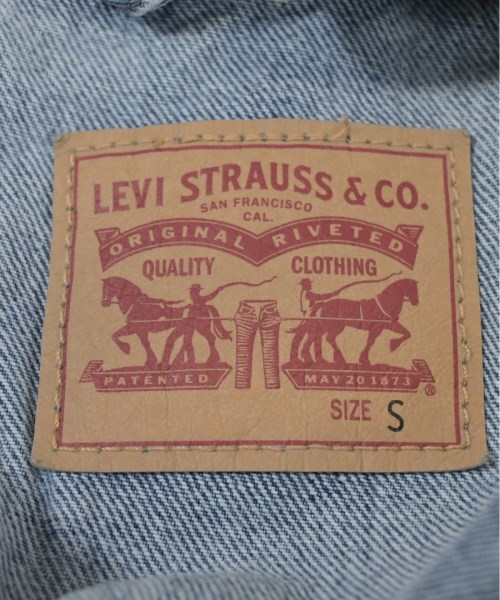 LEVI STRAUSS & CO.
SAN FRANCISCO
CAL.
ORIGINAL RIVETED
QUALITY CLOTHING
PATENTED MAY 20 1873 ®
SIZE S